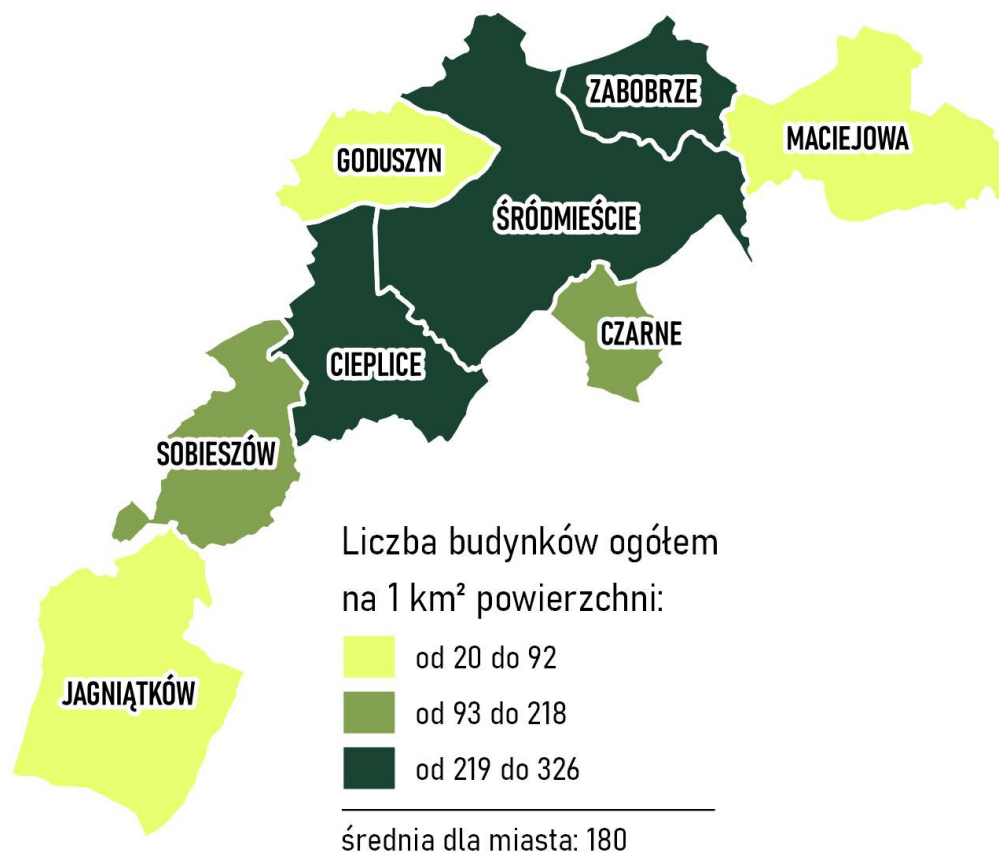 ZABOBRZE
MACIEJOWA
GODUSZYN
ŚRÓDMIEŚCIE
CZARNE
CIEPLICE
SOBIESZÓW
JAGNIĄTKÓW
Liczba budynków ogółem
na 1 km² powierzchni:
od 20 do 92
od 93 do 218
od 219 do 326
średnia dla miasta: 180